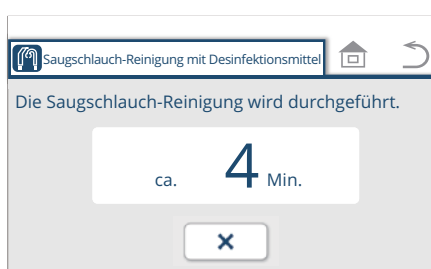 Saugschlauch-Reinigung mit Desinfektionsmittel
Die Saugschlauch-Reinigung wird durchgeführt.
ca. 4 Min.